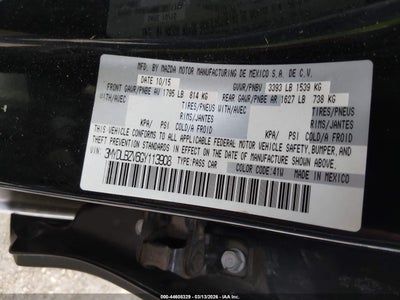 MFD. BY MAZDA MOTOR MANUFACTURING DE MEXICO S.A. DE C.V.
DATE 10/15 GVWR/PNBV 3393 LB 1539 KG
FRONT GAWR/PNBE AV 1795 LB 814 KG REAR GAWR/PNBE AR 1627 LB 738 KG
WITH/AVEC TIRES/PNEUS WITH/AVEC TIRES/PNEUS
RIMS/JANTES RIMS/JANTES
KPA/ PSI COLD/A FROID KPA/ PSI COLD/A FROID
THIS VEHICLE CONFORMS TO ALL APPLICABLE FEDERAL MOTOR VEHICLE SAFETY, BUMPER, AND
THEFT PREVENTION STANDARDS IN EFFECT ON THE DATE OF MANUFACTURE SHOWN ABOVE.
VIN: 3MYDLBZV6GY113908 TYPE: PASS CAR COLOR CODE: 41W MADE IN MEXICO
000-44608329 - 03/13/2026 - COPYRIGHT IAA